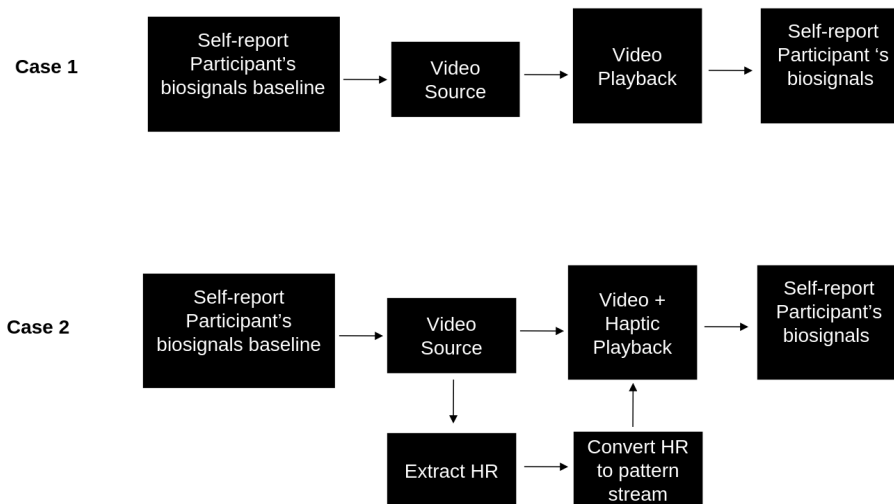 Case 1
Self-report
Participant's
biosignals baseline
Video
Source
Video
Playback
Self-report
Participant ‘s
biosignals
Case 2
Self-report
Participant's
biosignals baseline
Video
Source
Video +
Haptic
Playback
Self-report
Participant's
biosignals
Extract HR
Convert HR
to pattern
stream